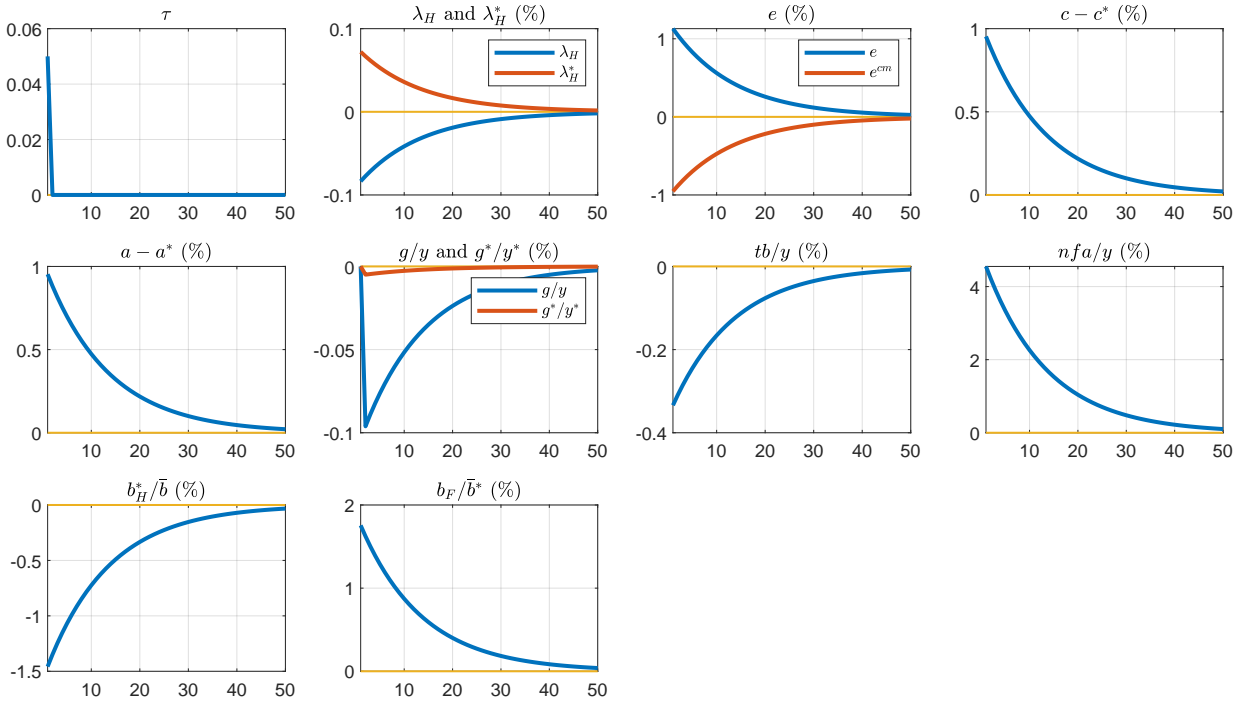 τ
0.06
0.04
0.02
0
10 20 30 40 50
λ_H and λ_H^* (%)
0.1
0
-0.1
λ_H
λ_H^*
10 20 30 40 50
e (%)
1
0
-1
e
e^{cm}
10 20 30 40 50
c − c* (%)
1
0.5
0
10 20 30 40 50
a − a* (%)
1
0.5
0
10 20 30 40 50
g/y and g*/y* (%)
0
-0.05
-0.1
g/y
g*/y*
10 20 30 40 50
tb/y (%)
0
-0.2
-0.4
10 20 30 40 50
nfa/y (%)
4
2
0
10 20 30 40 50
b_H^*/b̅ (%)
0
-0.5
-1
-1.5
10 20 30 40 50
b_F/b̅* (%)
2
1
0
10 20 30 40 50